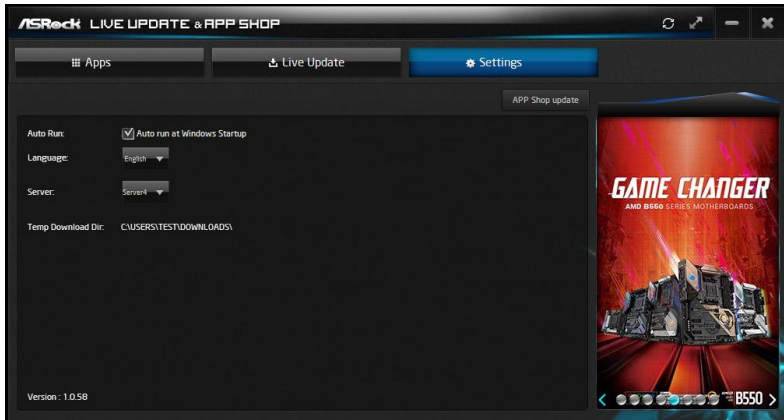 ASRock LIVE UPDATE & APP SHOP
Apps
Live Update
Settings
APP Shop update
Auto Run:
Auto run at Windows Startup
Language:
English
Server:
Server4
Temp Download Dir:
C:\USERS\TEST\DOWNLOADS\
Version : 1.0.58
GAME CHANGER
AMD B550 SERIES MOTHERBOARDS
B550